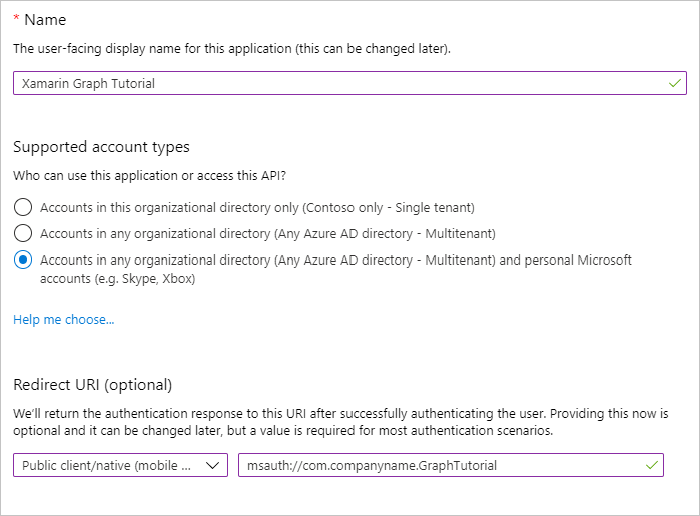 * Name
The user-facing display name for this application (this can be changed later).
Xamarin Graph Tutorial
Supported account types
Who can use this application or access this API?
Accounts in this organizational directory only (Contoso only - Single tenant)
Accounts in any organizational directory (Any Azure AD directory - Multitenant)
Accounts in any organizational directory (Any Azure AD directory - Multitenant) and personal Microsoft
accounts (e.g. Skype, Xbox)
Help me choose...
Redirect URI (optional)
We'll return the authentication response to this URI after successfully authenticating the user. Providing this now is
optional and it can be changed later, but a value is required for most authentication scenarios.
Public client/native (mobile ... msauth://com.companyname.GraphTutorial